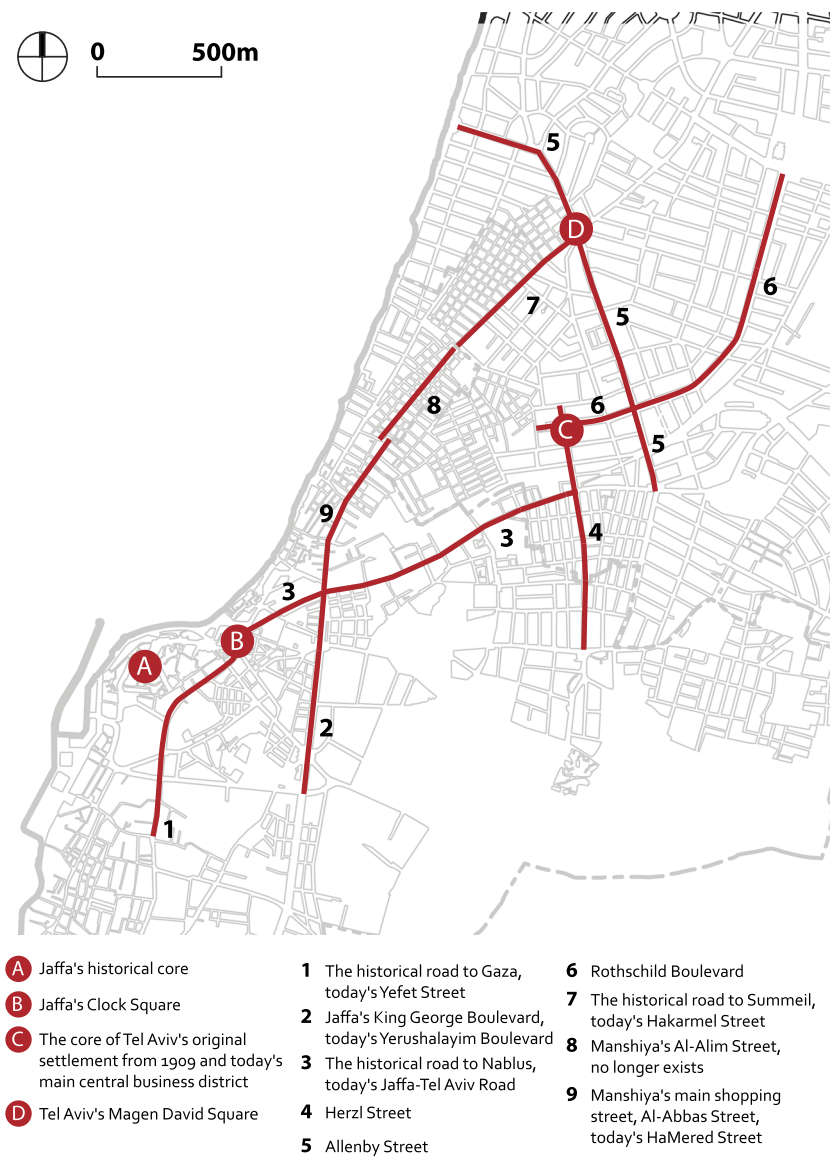 0 500m
5
D
6
7
5
8
6
C
5
9
3
4
3
B
A
2
1
A Jaffa's historical core
B Jaffa's Clock Square
C The core of Tel Aviv's original
settlement from 1909 and today's
main central business district
D Tel Aviv's Magen David Square
1 The historical road to Gaza,
today's Yefet Street
2 Jaffa's King George Boulevard,
today's Yerushalayim Boulevard
3 The historical road to Nablus,
today's Jaffa-Tel Aviv Road
4 Herzl Street
5 Allenby Street
6 Rothschild Boulevard
7 The historical road to Summeil,
today's Hakarmel Street
8 Manshiya's Al-Alim Street,
no longer exists
9 Manshiya's main shopping
street, Al-Abbas Street,
today's HaMered Street